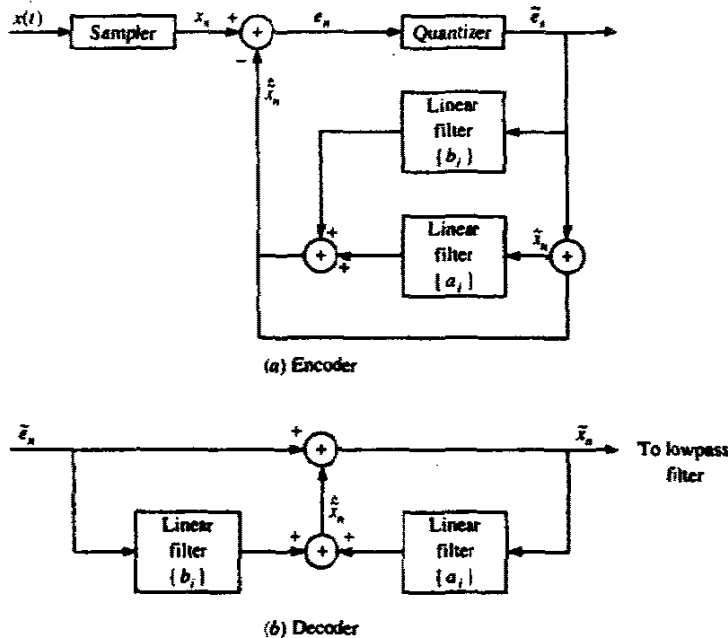 x(t)
Sampler
xₙ
+
+
−
eₙ
Quantizer
ẽₛ
x̃̂ₙ
Linear
filter
{bᵢ}
+
+
+
Linear
filter
{aᵢ}
x̃ₙ
+
(a) Encoder
ẽₙ
+
+
x̃ₙ
To lowpass
filter
x̃̂ₙ
Linear
filter
{bᵢ}
+
+
+
Linear
filter
{aᵢ}
(b) Decoder